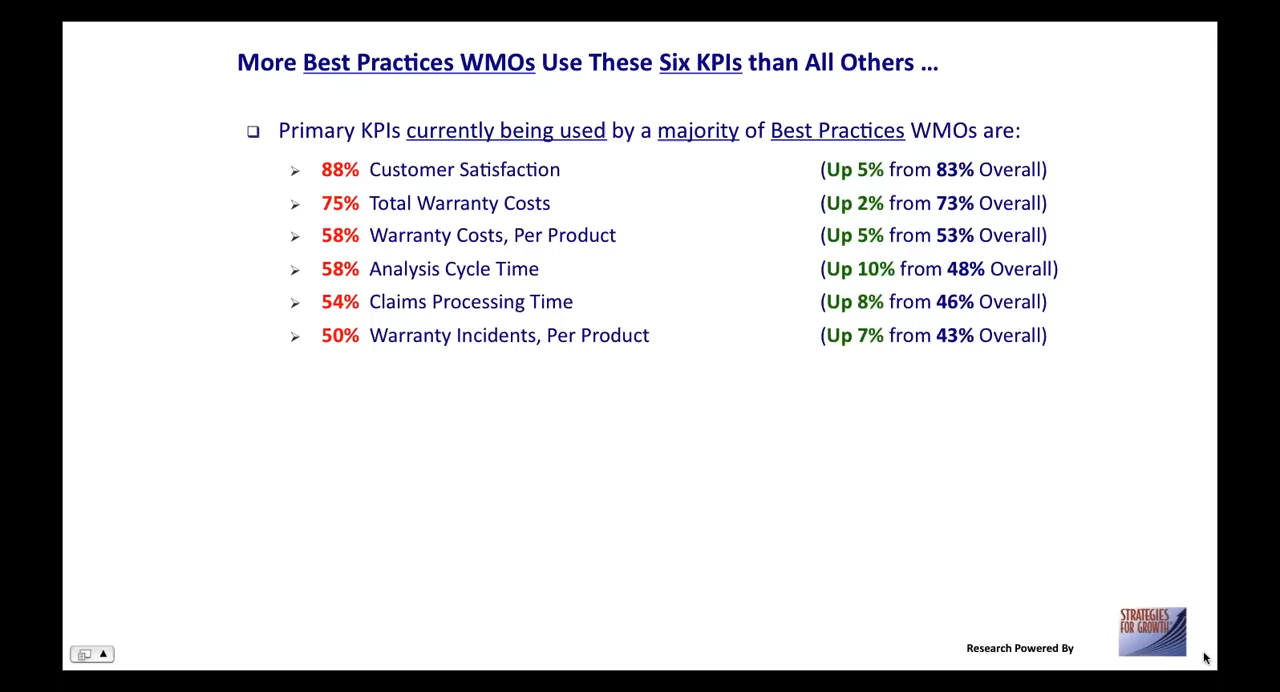 More Best Practices WMOs Use These Six KPIs than All Others ...
❑ Primary KPIs currently being used by a majority of Best Practices WMOs are:
➢ 88% Customer Satisfaction (Up 5% from 83% Overall)
➢ 75% Total Warranty Costs (Up 2% from 73% Overall)
➢ 58% Warranty Costs, Per Product (Up 5% from 53% Overall)
➢ 58% Analysis Cycle Time (Up 10% from 48% Overall)
➢ 54% Claims Processing Time (Up 8% from 46% Overall)
➢ 50% Warranty Incidents, Per Product (Up 7% from 43% Overall)
STRATEGIES
FOR GROWTH
Research Powered By